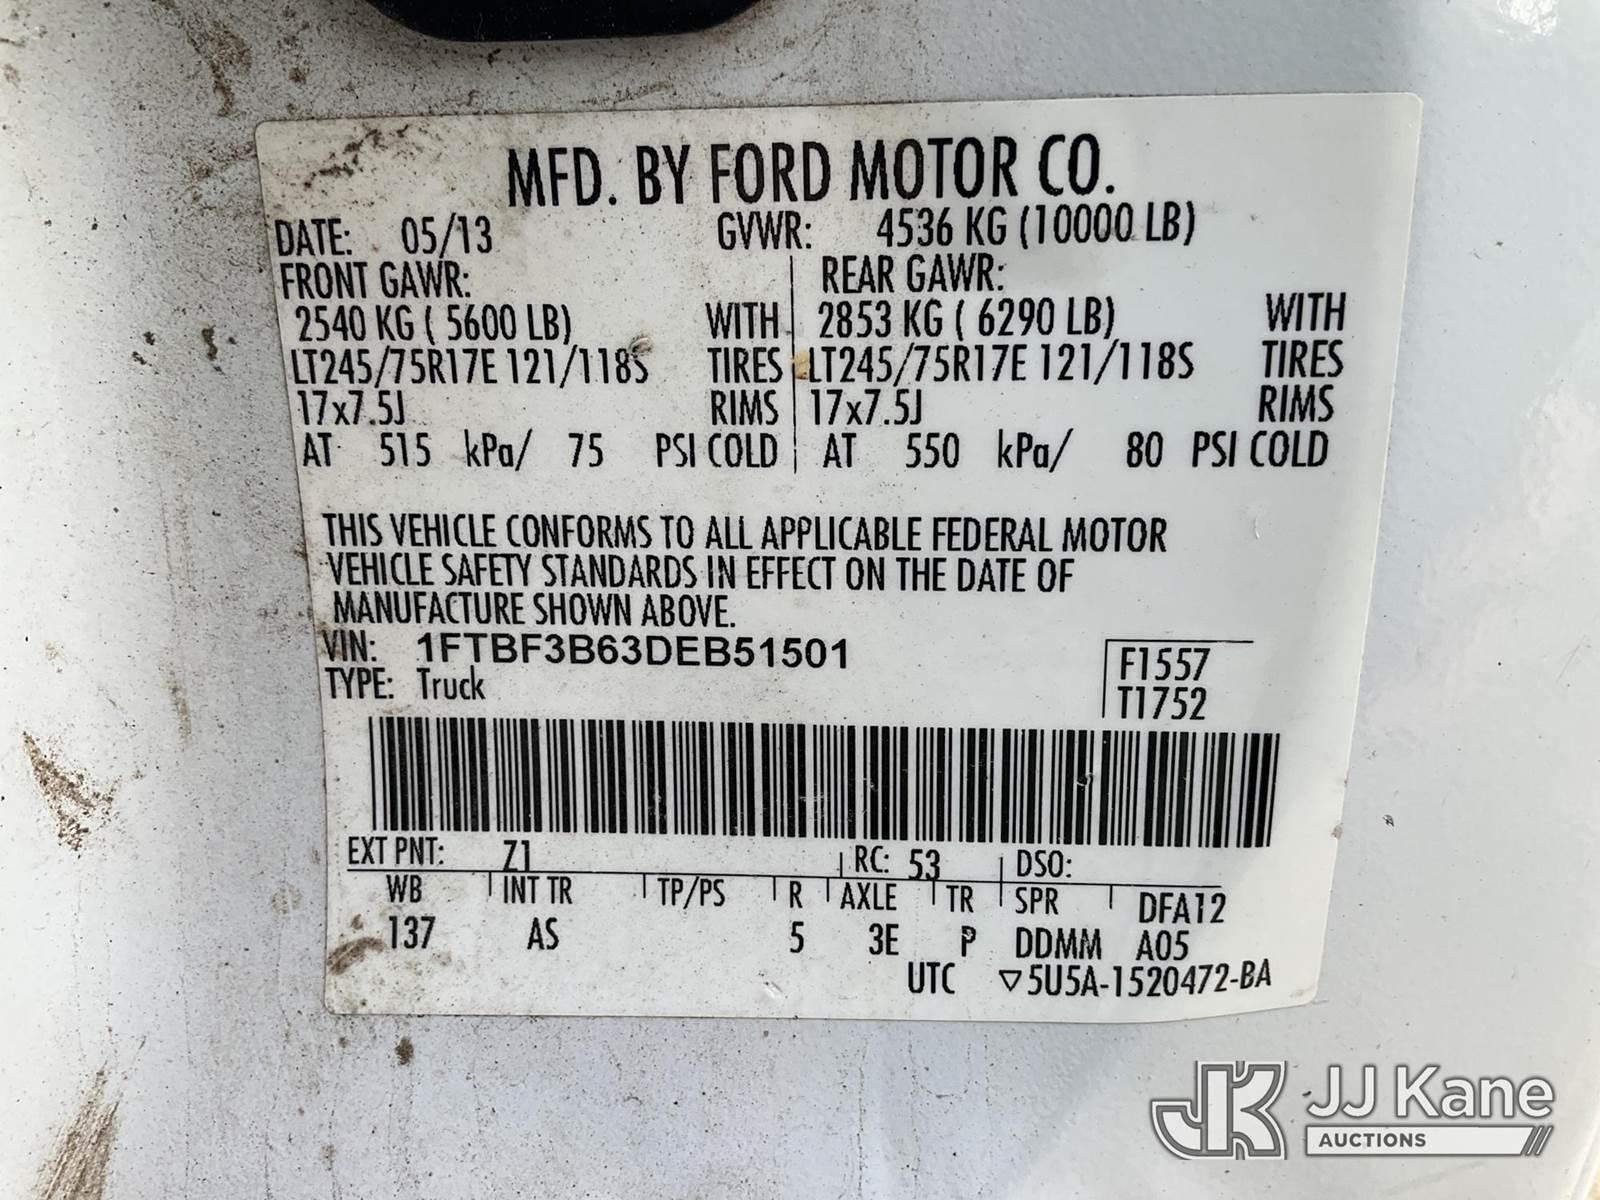 MFD. BY FORD MOTOR CO.
DATE: 05/13 GVWR: 4536 KG (10000 LB)
FRONT GAWR: REAR GAWR:
2540 KG ( 5600 LB) WITH 2853 KG ( 6290 LB) WITH
LT245/75R17E 121/118S TIRES LT245/75R17E 121/118S TIRES
17x7.5J RIMS 17x7.5J RIMS
AT 515 kPa/ 75 PSI COLD AT 550 kPa/ 80 PSI COLD
THIS VEHICLE CONFORMS TO ALL APPLICABLE FEDERAL MOTOR
VEHICLE SAFETY STANDARDS IN EFFECT ON THE DATE OF
MANUFACTURE SHOWN ABOVE.
VIN: 1FTBF3B63DEB51501
TYPE: Truck
F1557
T1752
EXT PNT: Z1 RC: 53 DSO:
WB INT TR TP/PS R AXLE TR SPR DFA12
137 AS 5 3E P DDMM A05
UTC ▽5U5A-1520472-BA
JK JJ Kane
AUCTIONS